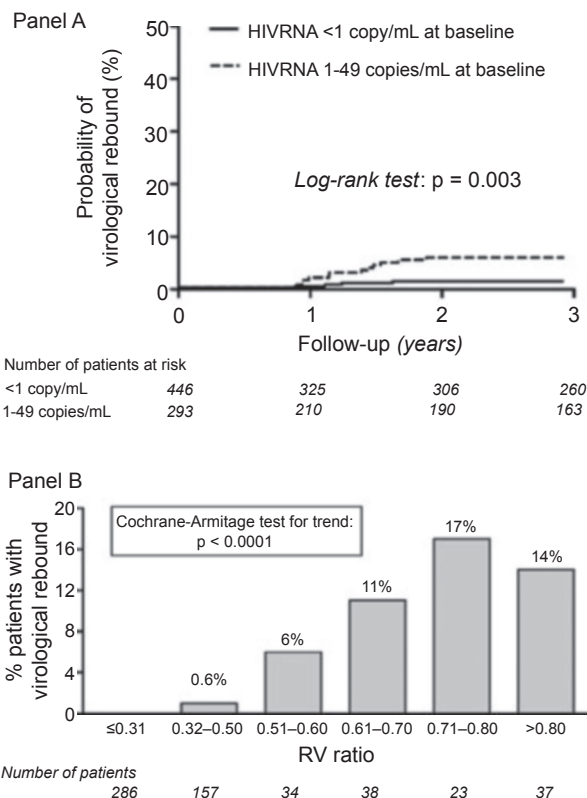 Panel A
50
40
30
20
10
0
Probability of
virological rebound (%)
HIVRNA <1 copy/mL at baseline
HIVRNA 1-49 copies/mL at baseline
Log-rank test: p = 0.003
0 1 2 3
Follow-up (years)
Number of patients at risk
<1 copy/mL 446 325 306 260
1-49 copies/mL 293 210 190 163
Panel B
20
16
12
8
4
0
% patients with
virological rebound
Cochrane-Armitage test for trend:
p < 0.0001
0.6%
6%
11%
17%
14%
≤0.31 0.32–0.50 0.51–0.60 0.61–0.70 0.71–0.80 >0.80
RV ratio
Number of patients
286 157 34 38 23 37